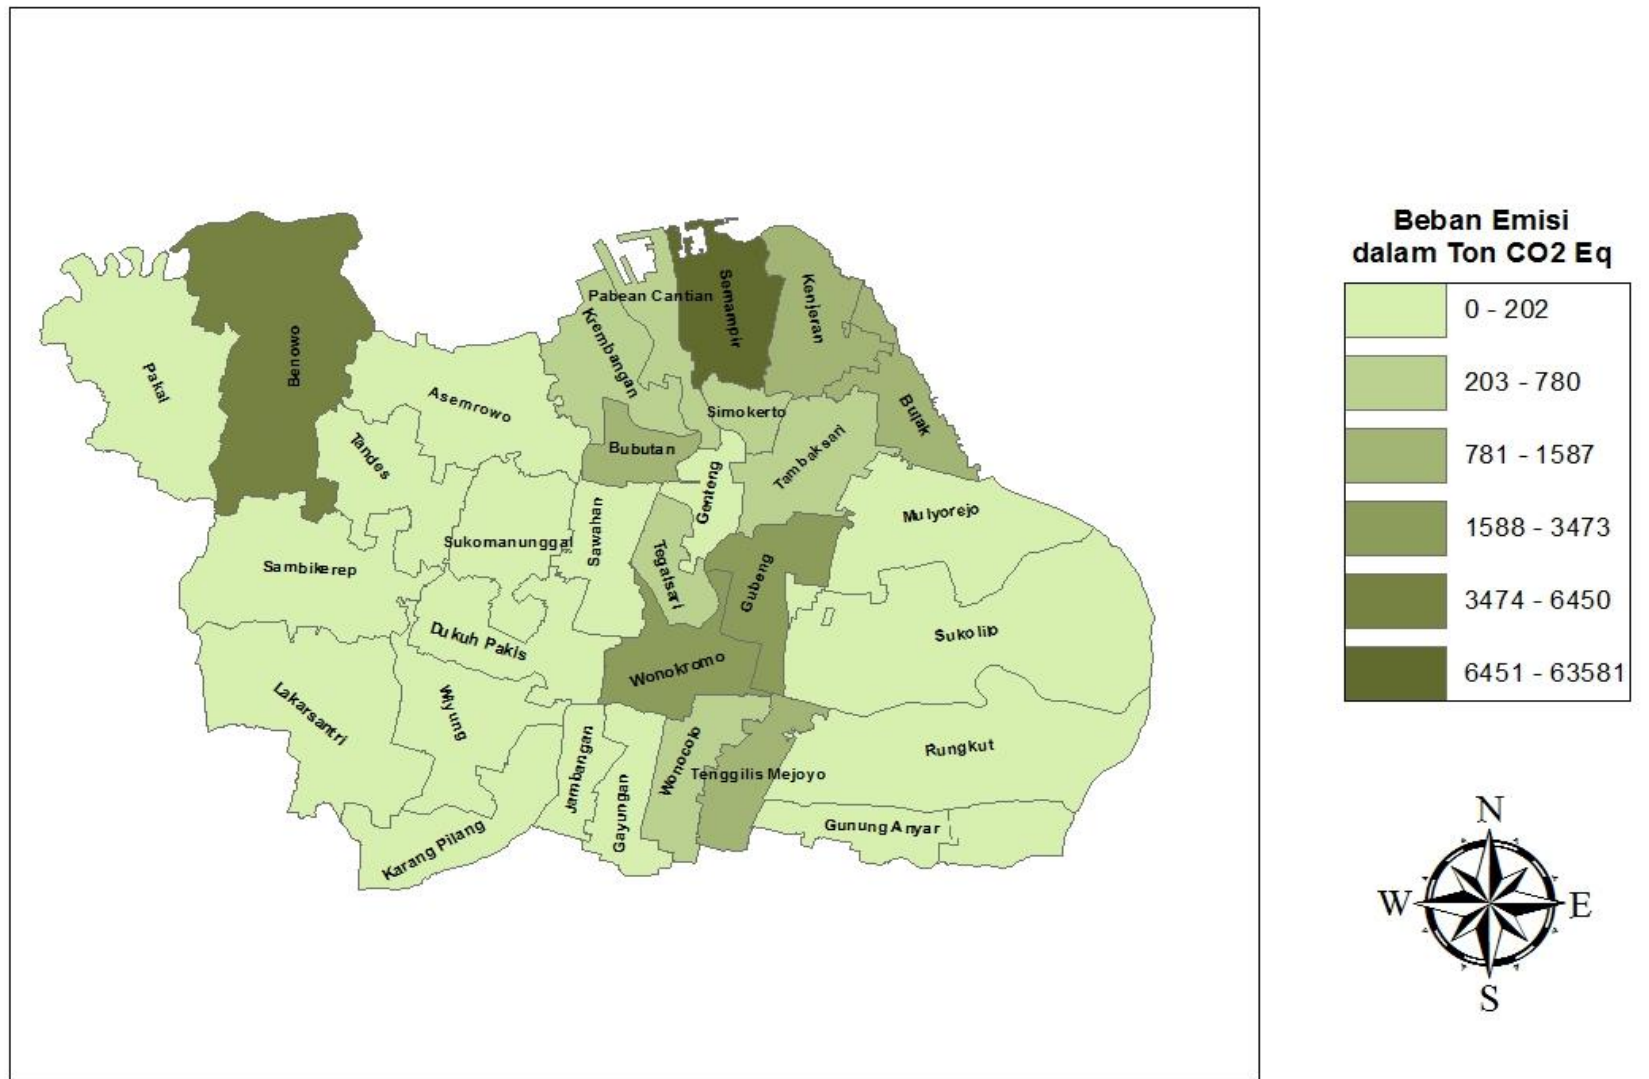 Beban Emisi
dalam Ton CO2 Eq
0 - 202
203 - 780
781 - 1587
1588 - 3473
3474 - 6450
6451 - 63581
Pakal
Benowo
Asemrowo
Tandes
Sambikerep
Sukomanunggal
Sawahan
Dukuh Pakis
Lakarsantri
Wiyung
Karang Pilang
Jambangan
Gayungan
Wonocolo
Tenggilis Mejoyo
Gunung Anyar
Rungkut
Sukolilo
Mulyorejo
Gubeng
Wonokromo
Tegalsari
Genteng
Tambaksari
Simokerto
Bubutan
Krembangan
Pabean Cantian
Semampir
Kenjeran
Bulak
N
W E
S